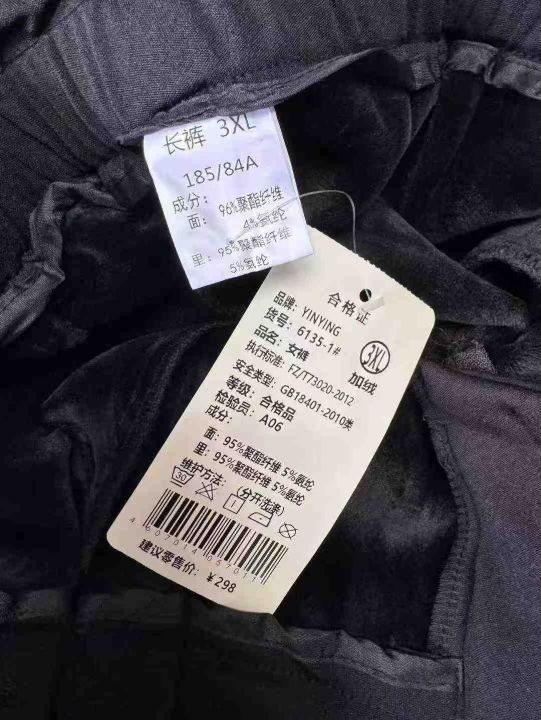 长裤 3XL
185/84A
成分：
面： 96%聚酯纤维
4%氨纶
里： 95%聚酯纤维
5%氨纶
合格证
品牌： YINYING
货号： 6135-1#
品名： 女裤
执行标准： FZ/T73020-2012
安全类型： GB18401-2010类
等级： 合格品
检验员： A06
成分：
3XL
加绒
面： 95%聚酯纤维 5%氨纶
里： 95%聚酯纤维 5%氨纶
维护方法： (分开洗涤)
30
建议零售价： ￥298